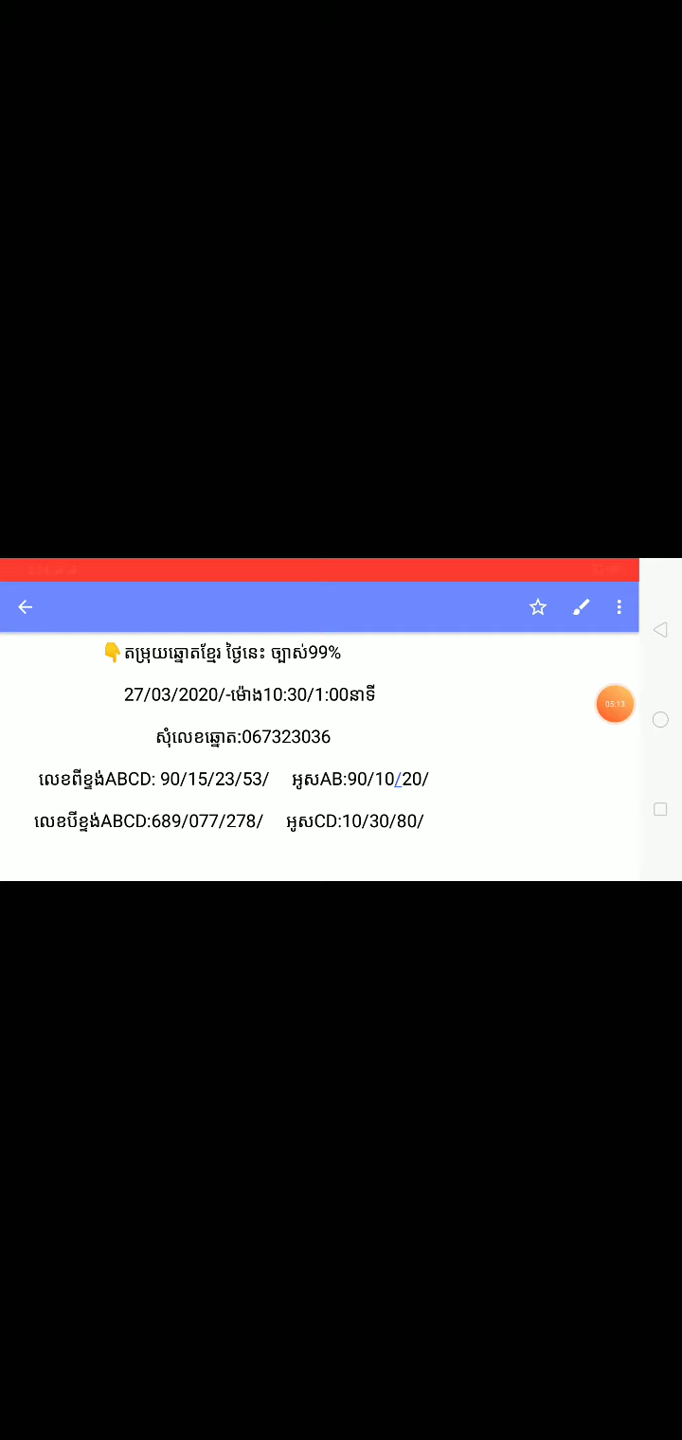 👇តម្រុយឆ្នោតខ្មែរ ថ្ងៃនេះ ច្បាស់99%
27/03/2020/-ម៉ោង10:30/1:00នាទី
05:13
សុំលេខឆ្នោត:067323036
លេខពីខ្ទង់ABCD: 90/15/23/53/ អូសAB:90/10/20/
លេខបីខ្ទង់ABCD:689/077/278/ អូសCD:10/30/80/